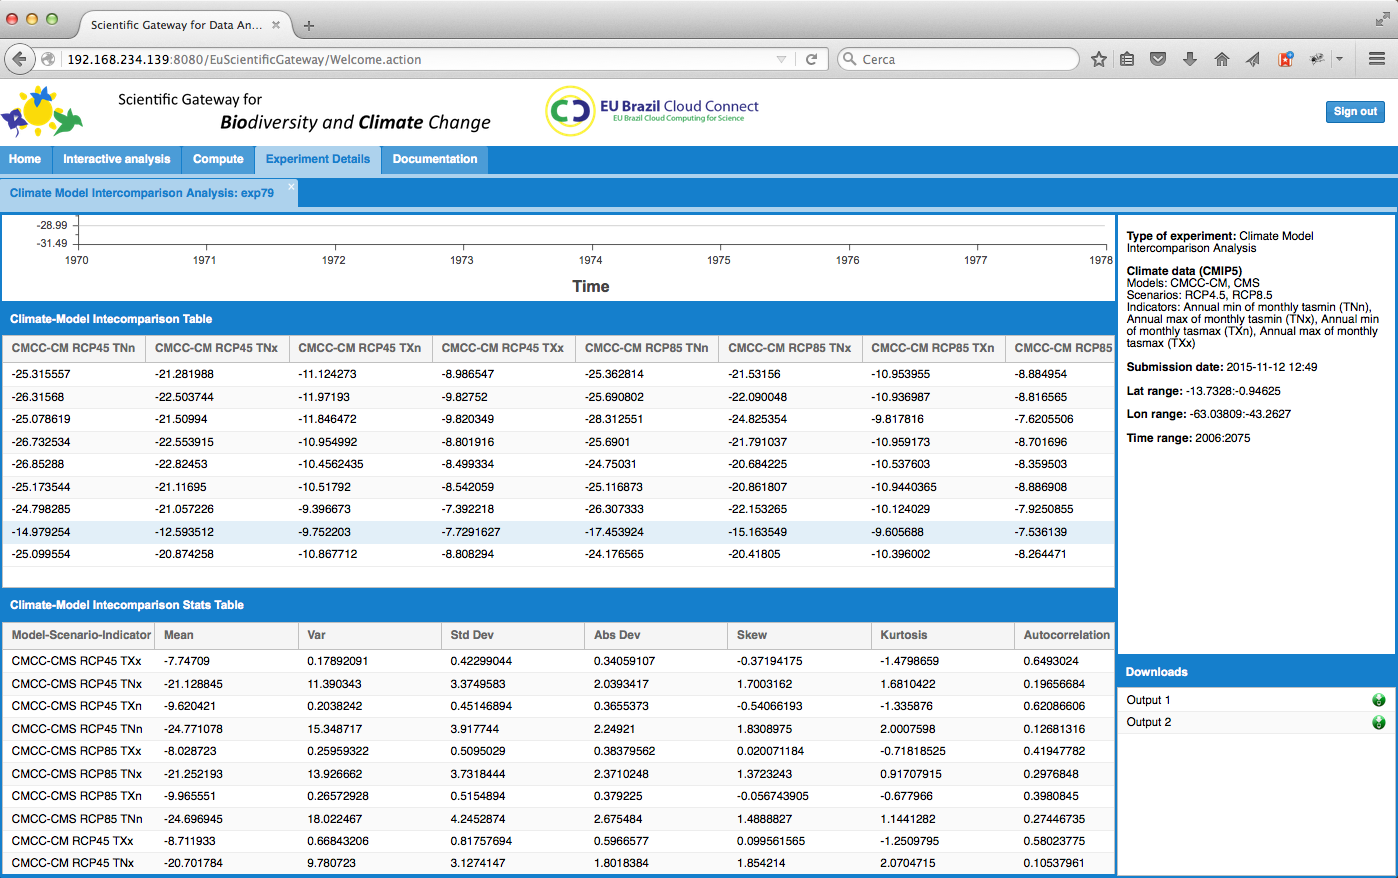 Scientific Gateway for Data An...
192.168.234.139:8080/EuScientificGateway/Welcome.action
Cerca
Scientific Gateway for
Biodiversity and Climate Change
EU Brazil Cloud Connect
EU Brazil Cloud Computing for Science
Sign out
Home Interactive analysis Compute Experiment Details Documentation
Climate Model Intercomparison Analysis: exp79
-28.99
-31.49
1970 1971 1972 1973 1974 1975 1976 1977 1978
Time
Climate-Model Intecomparison Table
CMCC-CM RCP45 TNn CMCC-CM RCP45 TNx CMCC-CM RCP45 TXn CMCC-CM RCP45 TXx CMCC-CM RCP85 TNn CMCC-CM RCP85 TNx CMCC-CM RCP85 TXn CMCC-CM RCP85
-25.315557 -21.281988 -11.124273 -8.986547 -25.362814 -21.53156 -10.953955 -8.884954
-26.31568 -22.503744 -11.97193 -9.82752 -25.690802 -22.090048 -10.936987 -8.816565
-25.078619 -21.50994 -11.846472 -9.820349 -28.312551 -24.825354 -9.817816 -7.6205506
-26.732534 -22.553915 -10.954992 -8.801916 -25.6901 -21.791037 -10.959173 -8.701696
-26.85288 -22.82453 -10.4562435 -8.499334 -24.75031 -20.684225 -10.537603 -8.359503
-25.173544 -21.11695 -10.51792 -8.542059 -25.116873 -20.861807 -10.9440365 -8.886908
-24.798285 -21.057226 -9.396673 -7.392218 -26.307333 -22.153265 -10.124029 -7.9250855
-14.979254 -12.593512 -9.752203 -7.7291627 -17.453924 -15.163549 -9.605688 -7.536139
-25.099554 -20.874258 -10.867712 -8.808294 -24.176565 -20.41805 -10.396002 -8.264471
Climate-Model Intecomparison Stats Table
Model-Scenario-Indicator Mean Var Std Dev Abs Dev Skew Kurtosis Autocorrelation
CMCC-CMS RCP45 TXx -7.74709 0.17892091 0.42299044 0.34059107 -0.37194175 -1.4798659 0.6493024
CMCC-CMS RCP45 TNx -21.128845 11.390343 3.3749583 2.0393417 1.7003162 1.6810422 0.19656684
CMCC-CMS RCP45 TXn -9.620421 0.2038242 0.45146894 0.3655373 -0.54066193 -1.335876 0.62086606
CMCC-CMS RCP45 TNn -24.771078 15.348717 3.917744 2.24921 1.8308975 2.0007598 0.12681316
CMCC-CMS RCP85 TXx -8.028723 0.25959322 0.5095029 0.38379562 0.020071184 -0.71818525 0.41947782
CMCC-CMS RCP85 TNx -21.252193 13.926662 3.7318444 2.3710248 1.3723243 0.91707915 0.2976848
CMCC-CMS RCP85 TXn -9.965551 0.26572928 0.5154894 0.379225 -0.056743905 -0.677966 0.3980845
CMCC-CMS RCP85 TNn -24.696945 18.022467 4.2452874 2.675484 1.4888827 1.1441282 0.27446735
CMCC-CM RCP45 TXx -8.711933 0.66843206 0.81757694 0.5966577 0.099561565 -1.2509795 0.58023775
CMCC-CM RCP45 TNx -20.701784 9.780723 3.1274147 1.8018384 1.854214 2.0704715 0.10537961
Type of experiment: Climate Model
Intercomparison Analysis
Climate data (CMIP5)
Models: CMCC-CM, CMS
Scenarios: RCP4.5, RCP8.5
Indicators: Annual min of monthly tasmin (TNn),
Annual max of monthly tasmin (TNx), Annual min
of monthly tasmax (TXn), Annual max of monthly
tasmax (TXx)
Submission date: 2015-11-12 12:49
Lat range: -13.7328:-0.94625
Lon range: -63.03809:-43.2627
Time range: 2006:2075
Downloads
Output 1
Output 2